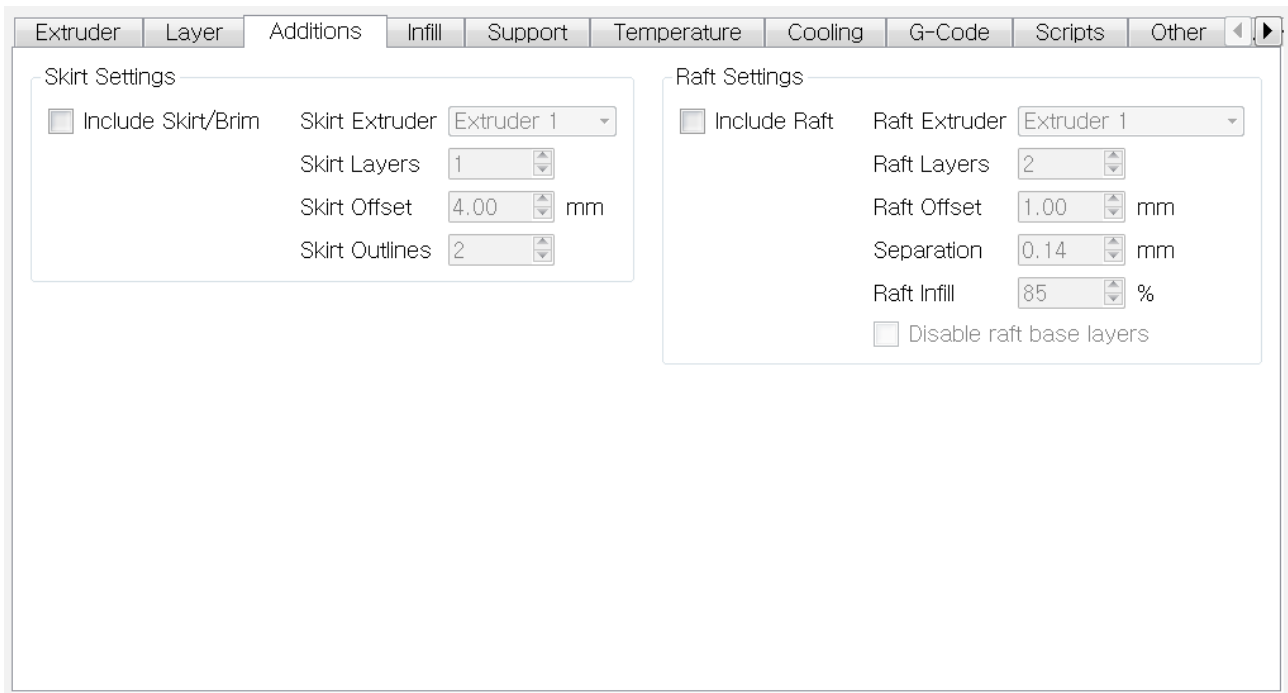 Extruder Layer Additions Infill Support Temperature Cooling G-Code Scripts Other
Skirt Settings
Include Skirt/Brim
Skirt Extruder Extruder 1
Skirt Layers 1
Skirt Offset 4.00 mm
Skirt Outlines 2
Raft Settings
Include Raft
Raft Extruder Extruder 1
Raft Layers 2
Raft Offset 1.00 mm
Separation 0.14 mm
Raft Infill 85 %
Disable raft base layers